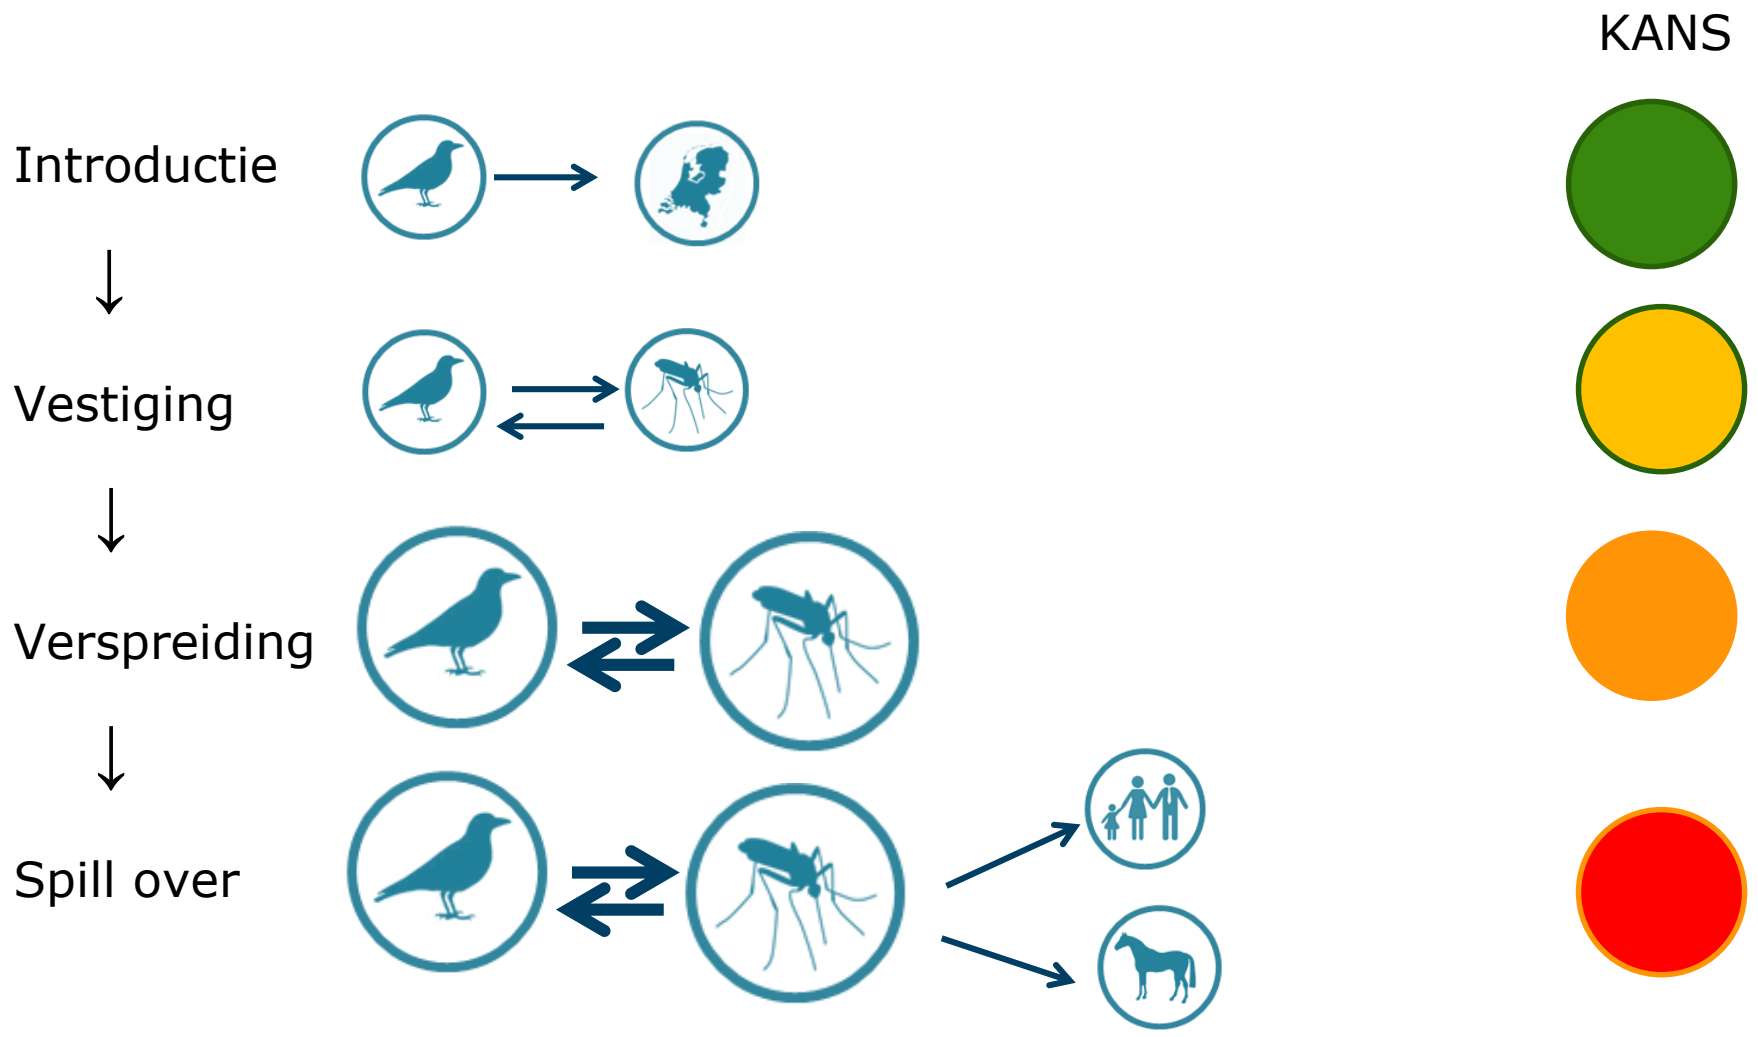 KANS
Introductie
↓
Vestiging
↓
Verspreiding
↓
Spill over